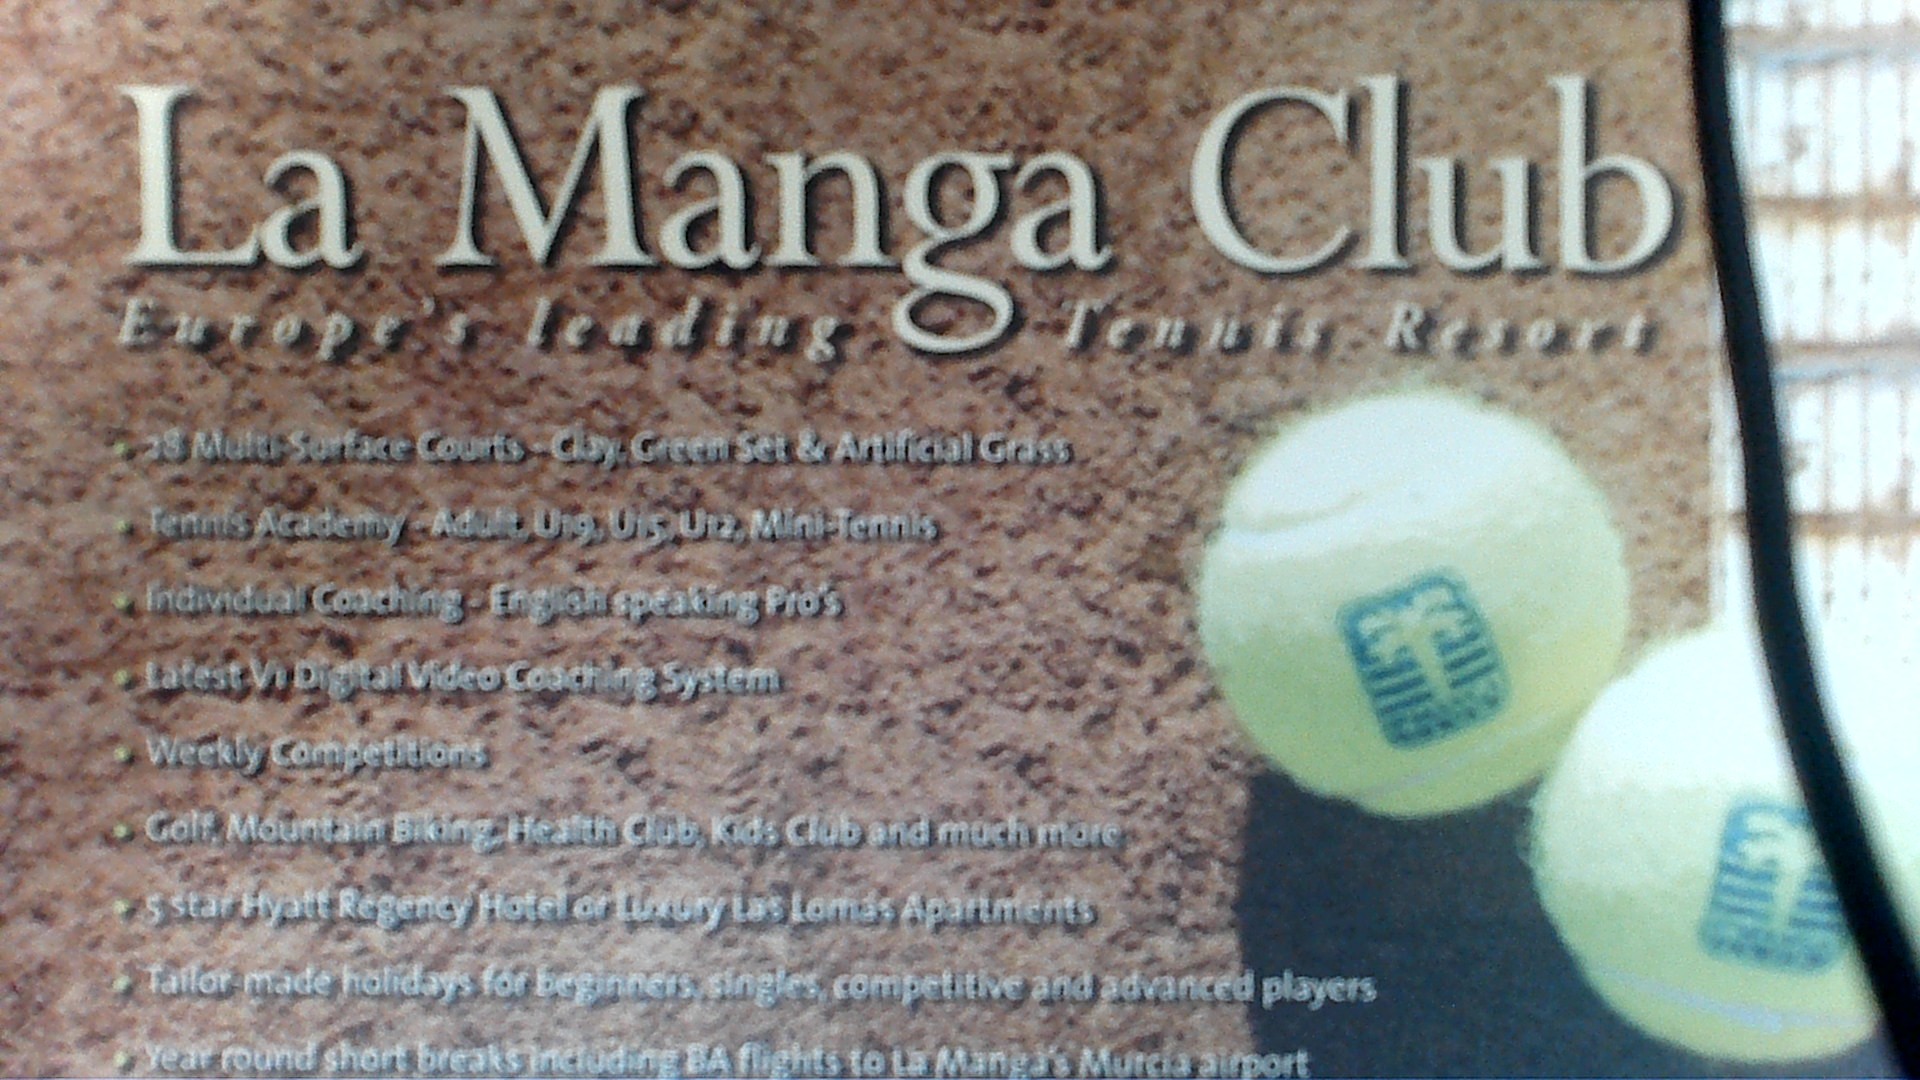 La Manga Club
Europe's leading Tennis Resort
28 Multi-Surface Courts - Clay, Green Set & Artificial Grass
Tennis Academy - Adult, U19, U15, U12, Mini-Tennis
Individual Coaching - English speaking Pro's
Latest V1 Digital Video Coaching System
Weekly Competitions
Golf, Mountain Biking, Health Club, Kids Club and much more
5 star Hyatt Regency Hotel or Luxury Las Lomas Apartments
Tailor-made holidays for beginners, singles, competitive and advanced players
Year round short breaks including BA flights to La Manga's Murcia airport